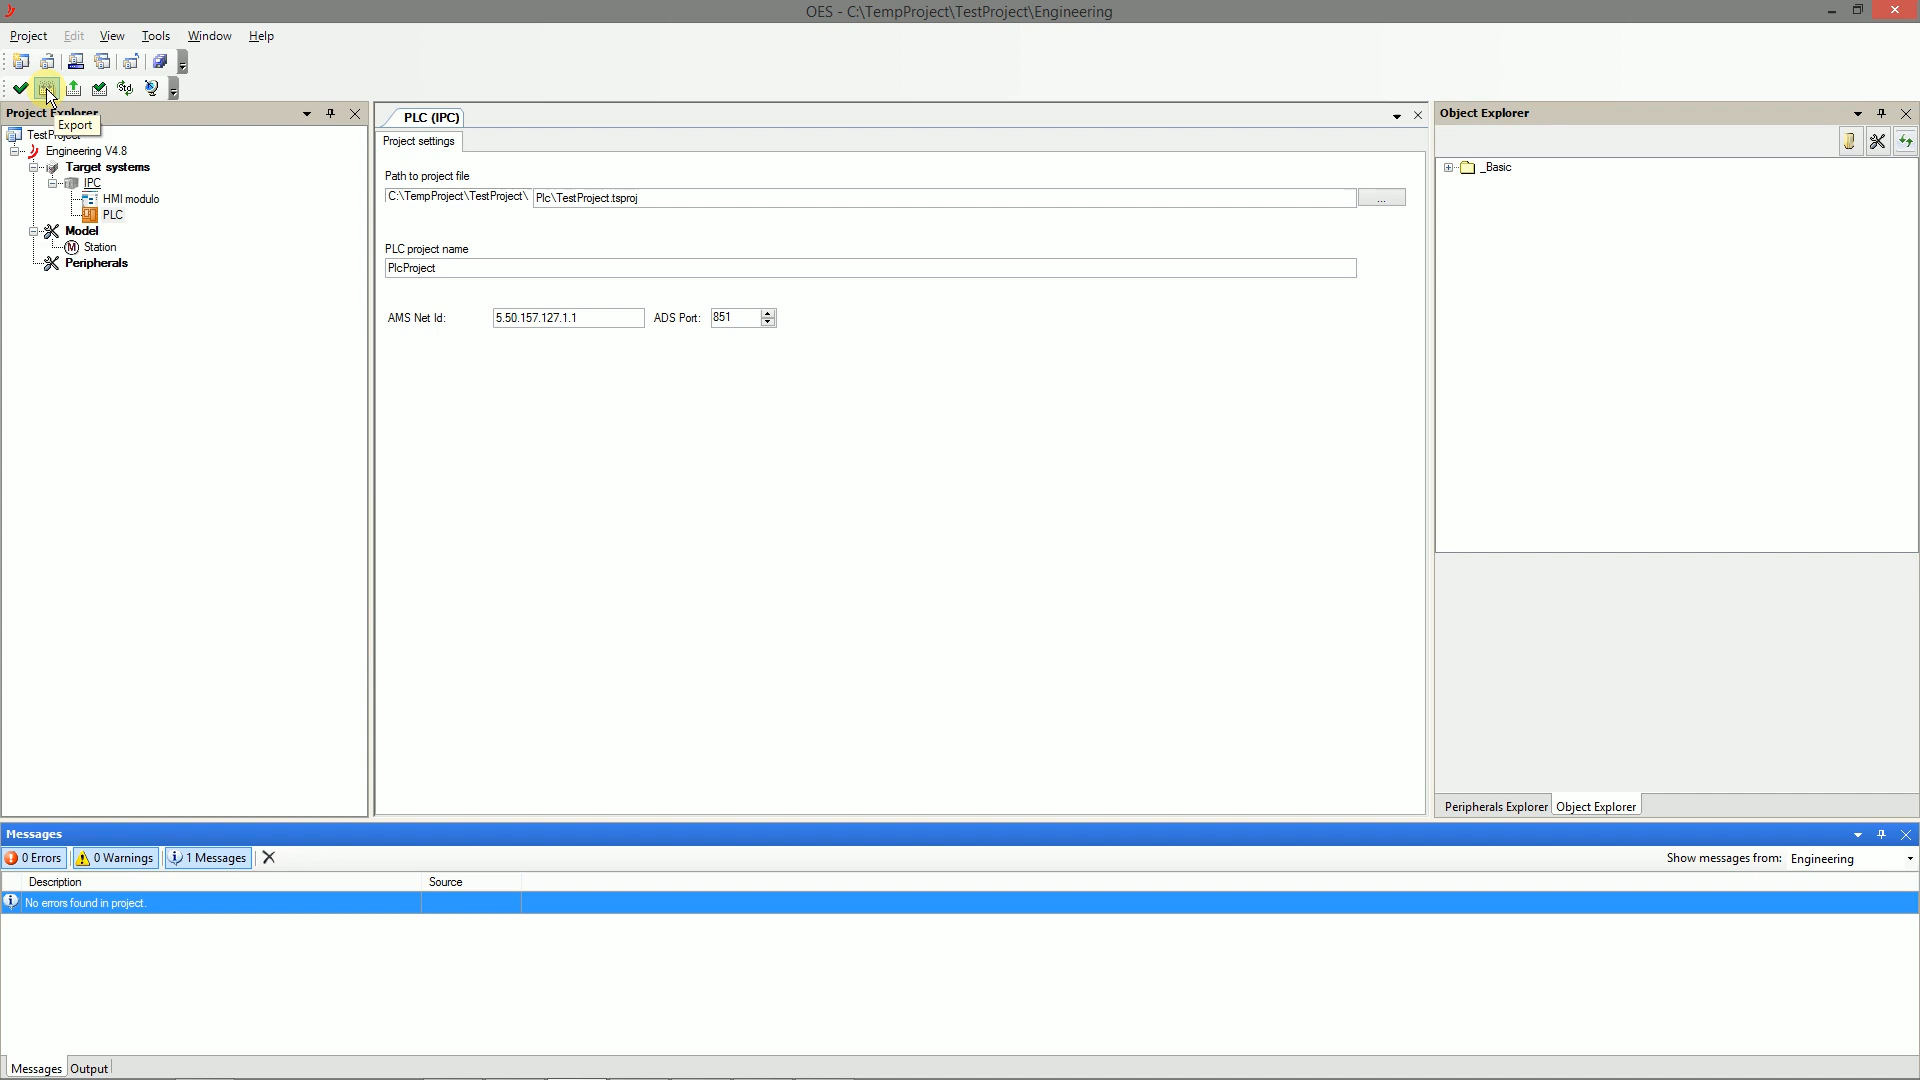 OES - C:\TempProject\TestProject\Engineering
Project Edit View Tools Window Help
Std
Project Explorer
Export
TestProject
Engineering V4.8
Target systems
IPC
HMI modulo
PLC
Model
Station
Peripherals
PLC (IPC)
Project settings
Path to project file
C:\TempProject\TestProject\ Plc\TestProject.tsproj ...
PLC project name
PlcProject
AMS Net Id: 5.50.157.127.1.1 ADS Port: 851
Object Explorer
_Basic
Peripherals Explorer Object Explorer
Messages
0 Errors 0 Warnings 1 Messages Show messages from: Engineering
Description Source
No errors found in project.
Messages Output